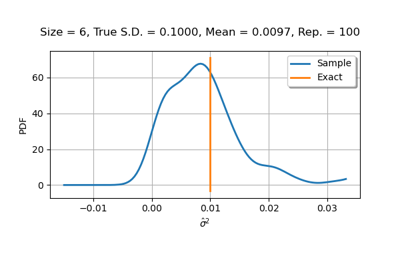 Size = 6, True S.D. = 0.1000, Mean = 0.0097, Rep. = 100
Sample
Exact
PDF
60
40
20
0
−0.01 0.00 0.01 0.02 0.03
σ̂²